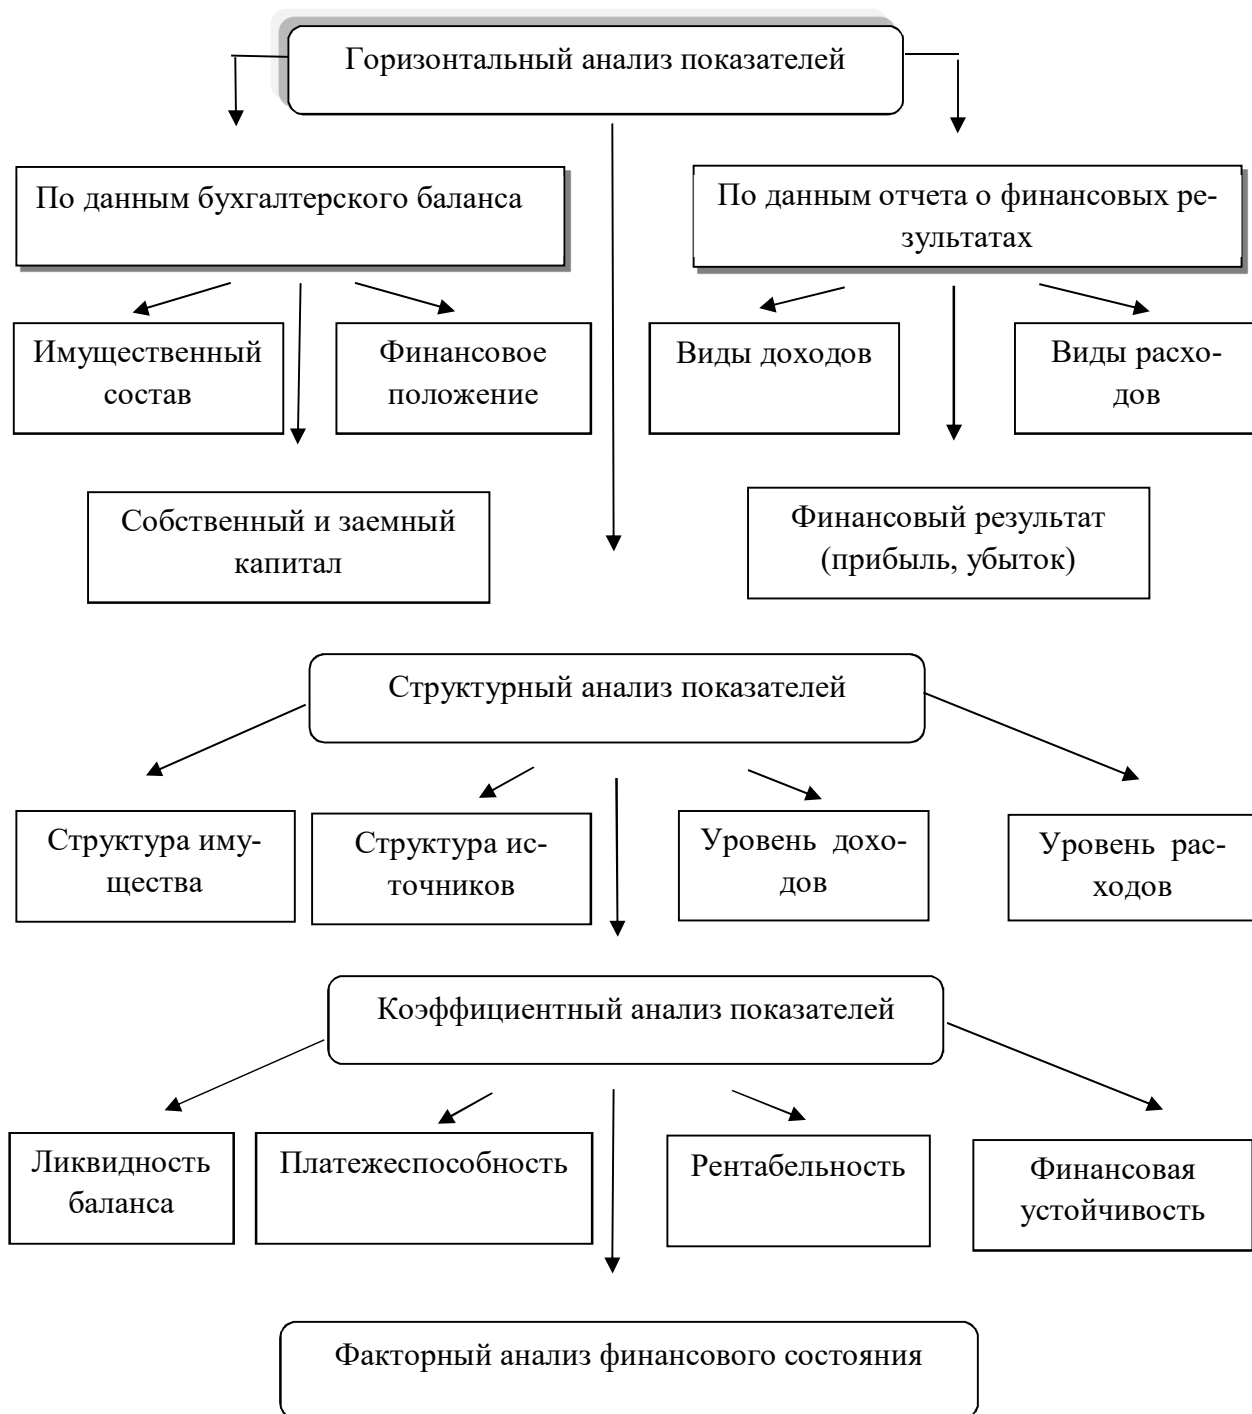 Горизонтальный анализ показателей
По данным бухгалтерского баланса
По данным отчета о финансовых ре-
зультатах
Имущественный
состав
Финансовое
положение
Виды доходов
Виды расхо-
дов
Собственный и заемный
капитал
Финансовый результат
(прибыль, убыток)
Структурный анализ показателей
Структура иму-
щества
Структура ис-
точников
Уровень  дохо-
дов
Уровень  рас-
ходов
Коэффициентный анализ показателей
Ликвидность
баланса
Платежеспособность
Рентабельность
Финансовая
устойчивость
Факторный анализ финансового состояния